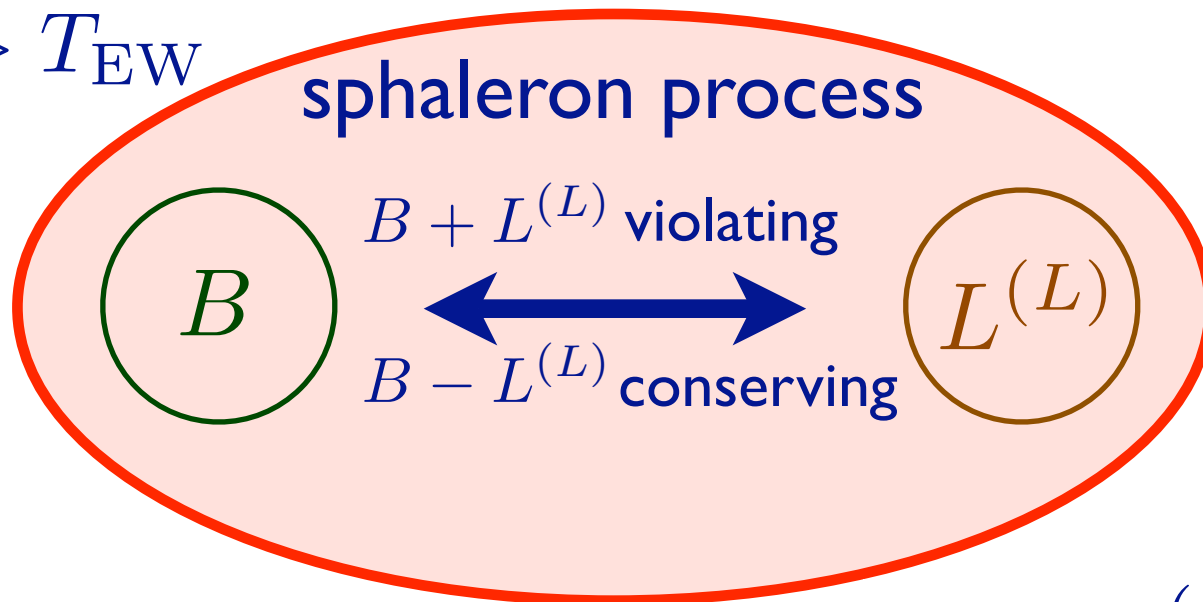 > T_EW
sphaleron process
B + L^(L) violating
B L^(L)
B − L^(L) conserving
(